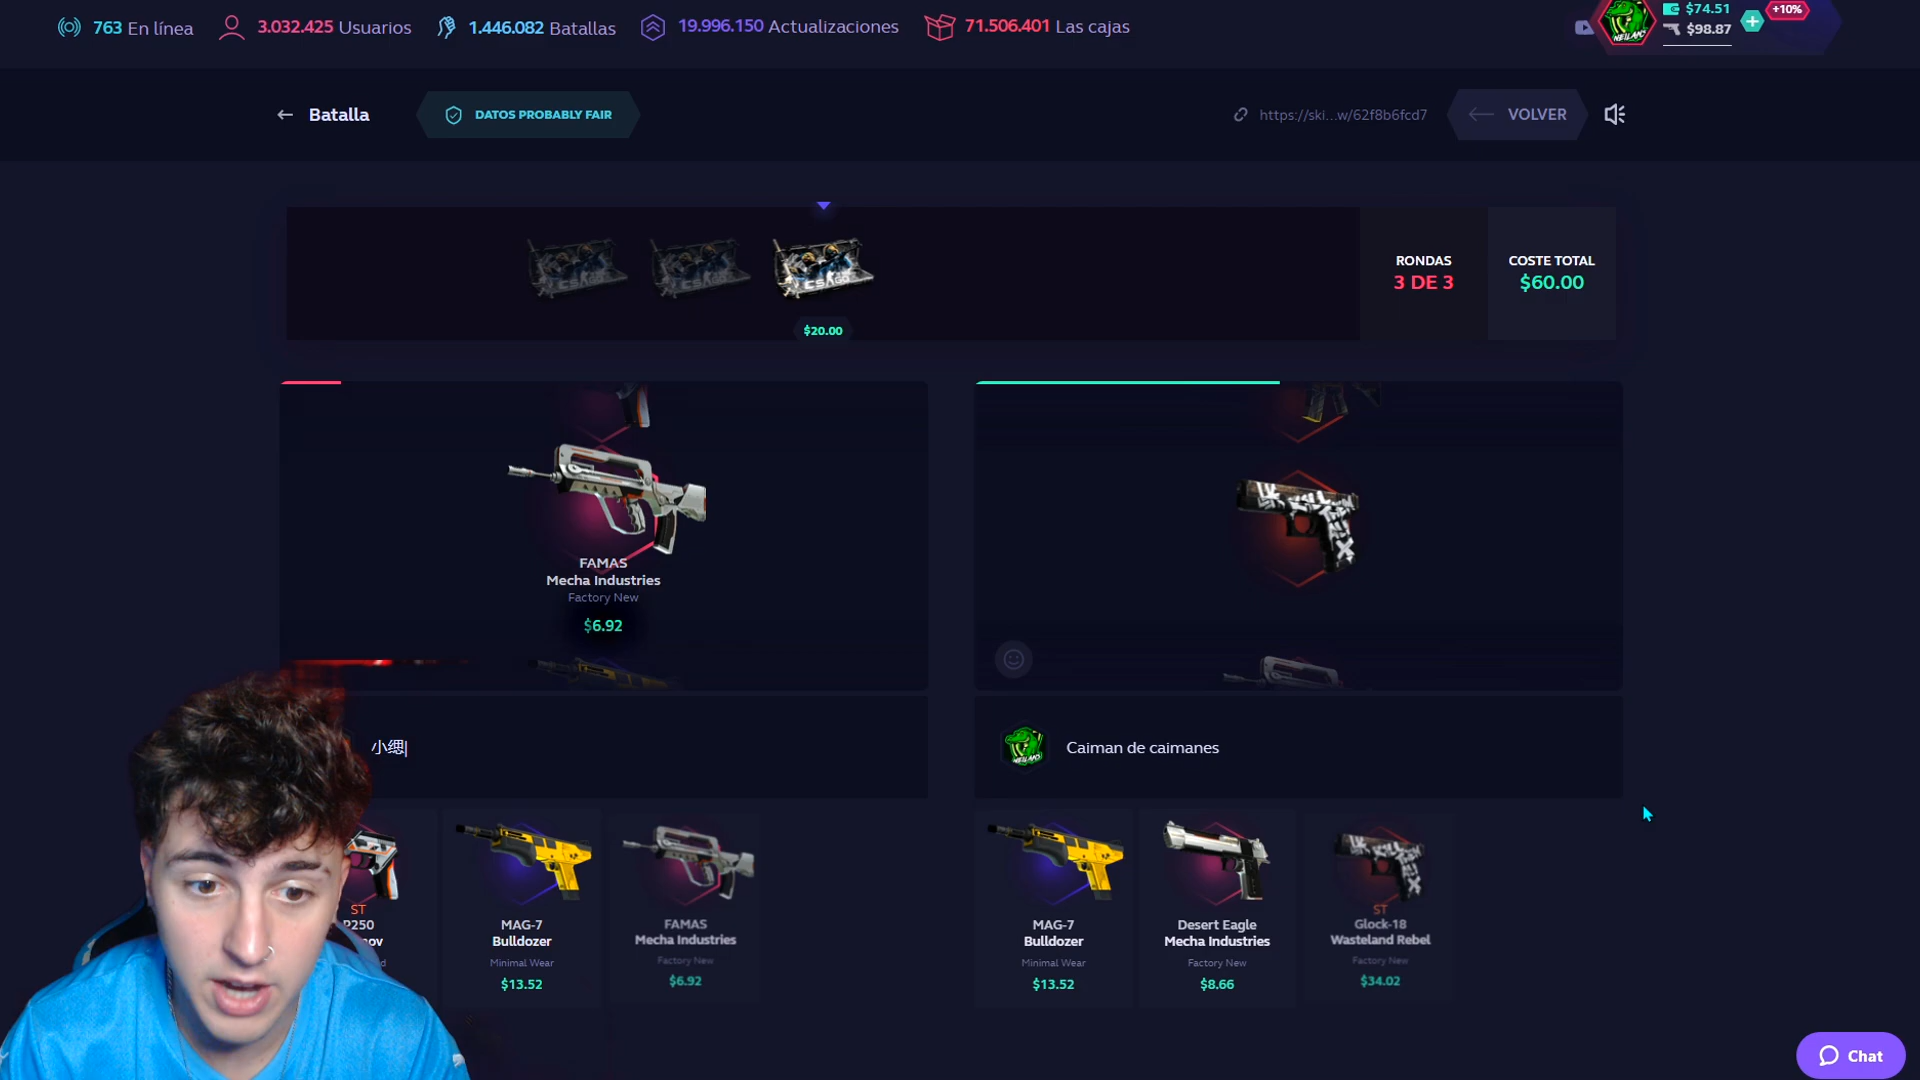 763 En línea
3.032.425 Usuarios
1.446.082 Batallas
19.996.150 Actualizaciones
71.506.401 Las cajas
$74.51
$98.87
+10%
Batalla
DATOS PROBABLY FAIR
https://ski...w/62f8b6fcd7
VOLVER
RONDAS
3 DE 3
COSTE TOTAL
$60.00
$20.00
FAMAS
Mecha Industries
Factory New
$6.92
小缌
Caiman de caimanes
ST
P250
MAG-7
Bulldozer
Minimal Wear
$13.52
FAMAS
Mecha Industries
Factory New
$6.92
MAG-7
Bulldozer
Minimal Wear
$13.52
Desert Eagle
Mecha Industries
Factory New
$8.66
ST
Glock-18
Wasteland Rebel
Factory New
$34.02
Chat